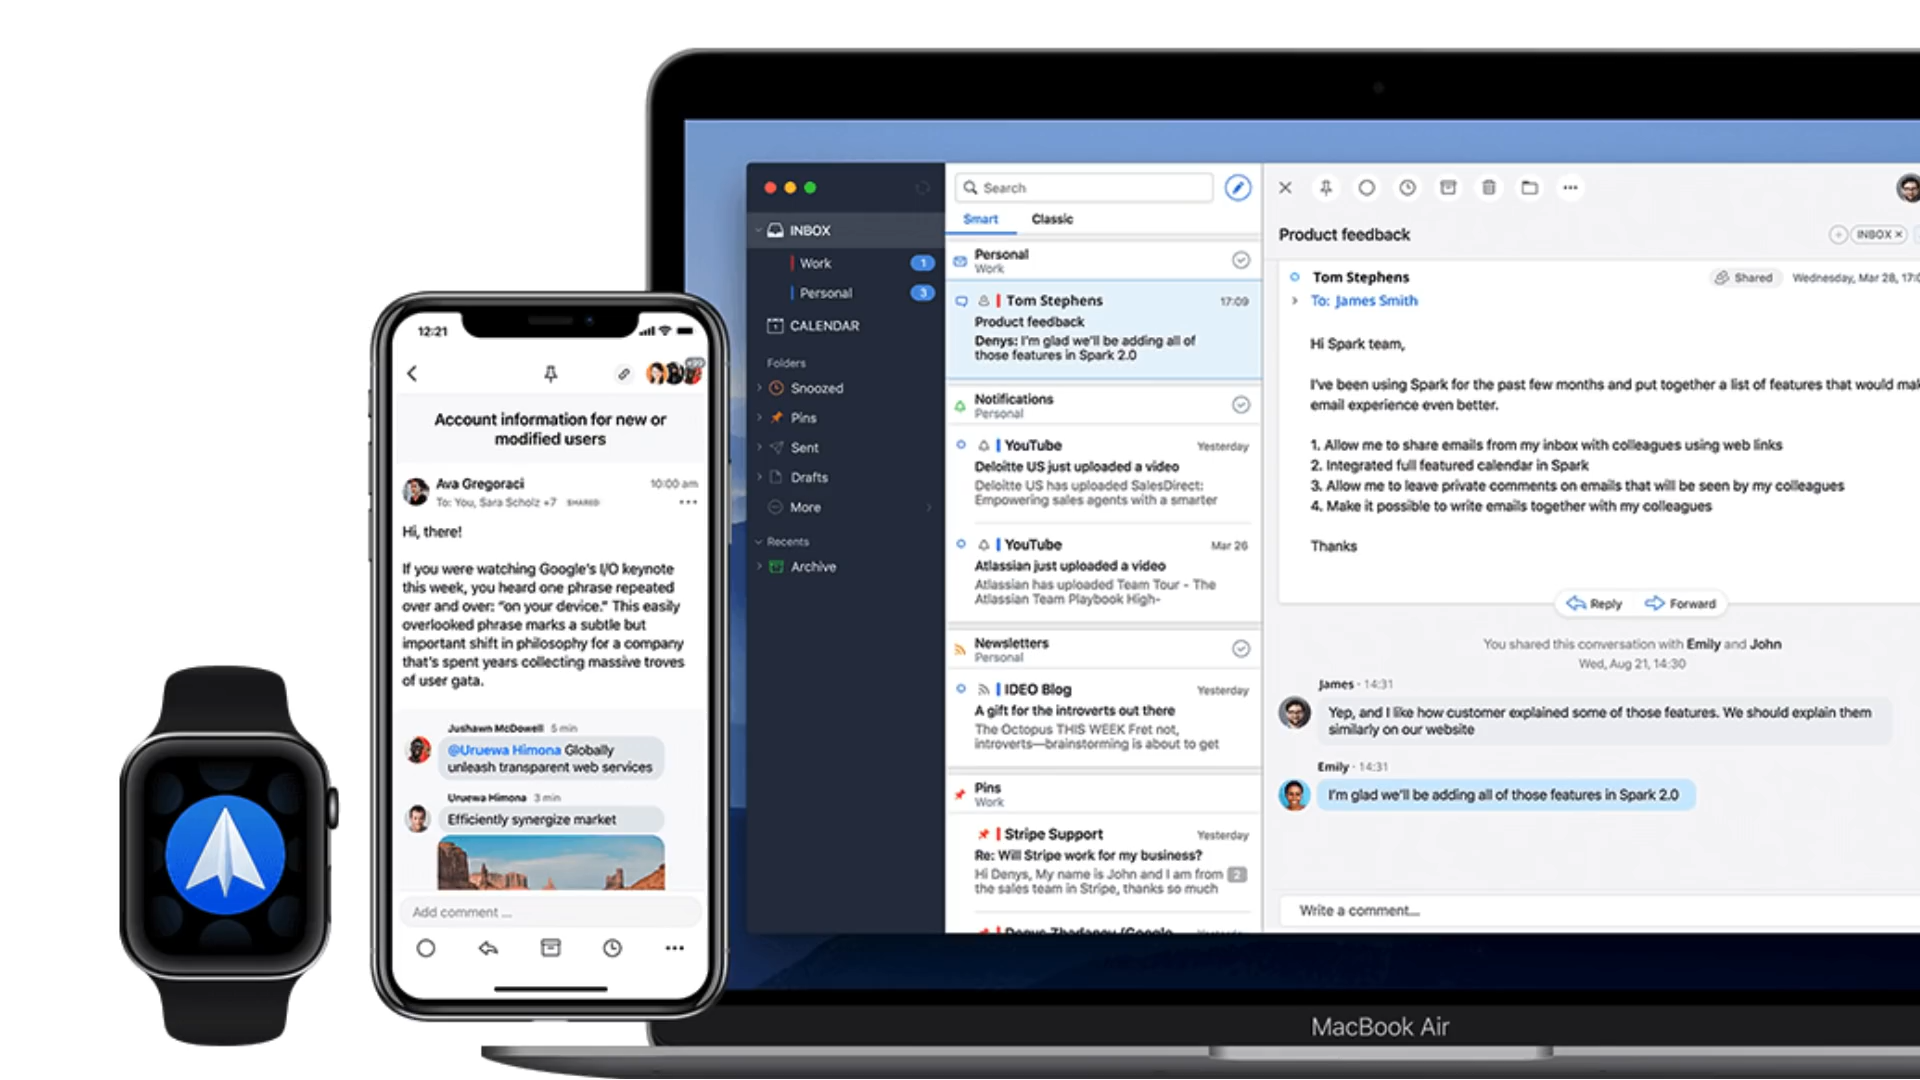 12:21
Account information for new or
modified users
Ava Gregoraci
10:00 am
To: You, Sara Scholz +7 SHARED
Hi, there!
If you were watching Google's I/O keynote
this week, you heard one phrase repeated
over and over: “on your device.” This easily
overlooked phrase marks a subtle but
important shift in philosophy for a company
that's spent years collecting massive troves
of user gata.
Jushawn McDowell 5 min
@Uruewa Himona Globally
unleash transparent web services
Uruewa Himona 3 min
Efficiently synergize market
Add comment ...
INBOX
Work 1
Personal 3
CALENDAR
Folders
Snoozed
Pins
Sent
Drafts
More
Recents
Archive
Search
Smart Classic
Personal
Work
Tom Stephens 17:09
Product feedback
Denys: I'm glad we'll be adding all of
those features in Spark 2.0
Notifications
Personal
YouTube Yesterday
Deloitte US just uploaded a video
Deloitte US has uploaded SalesDirect:
Empowering sales agents with a smarter
YouTube Mar 26
Atlassian just uploaded a video
Atlassian has uploaded Team Tour - The
Atlassian Team Playbook High-
Newsletters
Personal
IDEO Blog Yesterday
A gift for the introverts out there
The Octopus THIS WEEK Fret not,
introverts—brainstorming is about to get
Pins
Work
Stripe Support Yesterday
Re: Will Stripe work for my business?
Hi Denys, My name is John and I am from 2
the sales team in Stripe, thanks so much
Product feedback
INBOX ×
Tom Stephens
Shared Wednesday, Mar 28, 17:0
To: James Smith
Hi Spark team,
I've been using Spark for the past few months and put together a list of features that would mak
email experience even better.
1. Allow me to share emails from my inbox with colleagues using web links
2. Integrated full featured calendar in Spark
3. Allow me to leave private comments on emails that will be seen by my colleagues
4. Make it possible to write emails together with my colleagues
Thanks
Reply Forward
You shared this conversation with Emily and John
Wed, Aug 21, 14:30
James · 14:31
Yep, and I like how customer explained some of those features. We should explain them
similarly on our website
Emily · 14:31
I'm glad we'll be adding all of those features in Spark 2.0
Write a comment...
MacBook Air